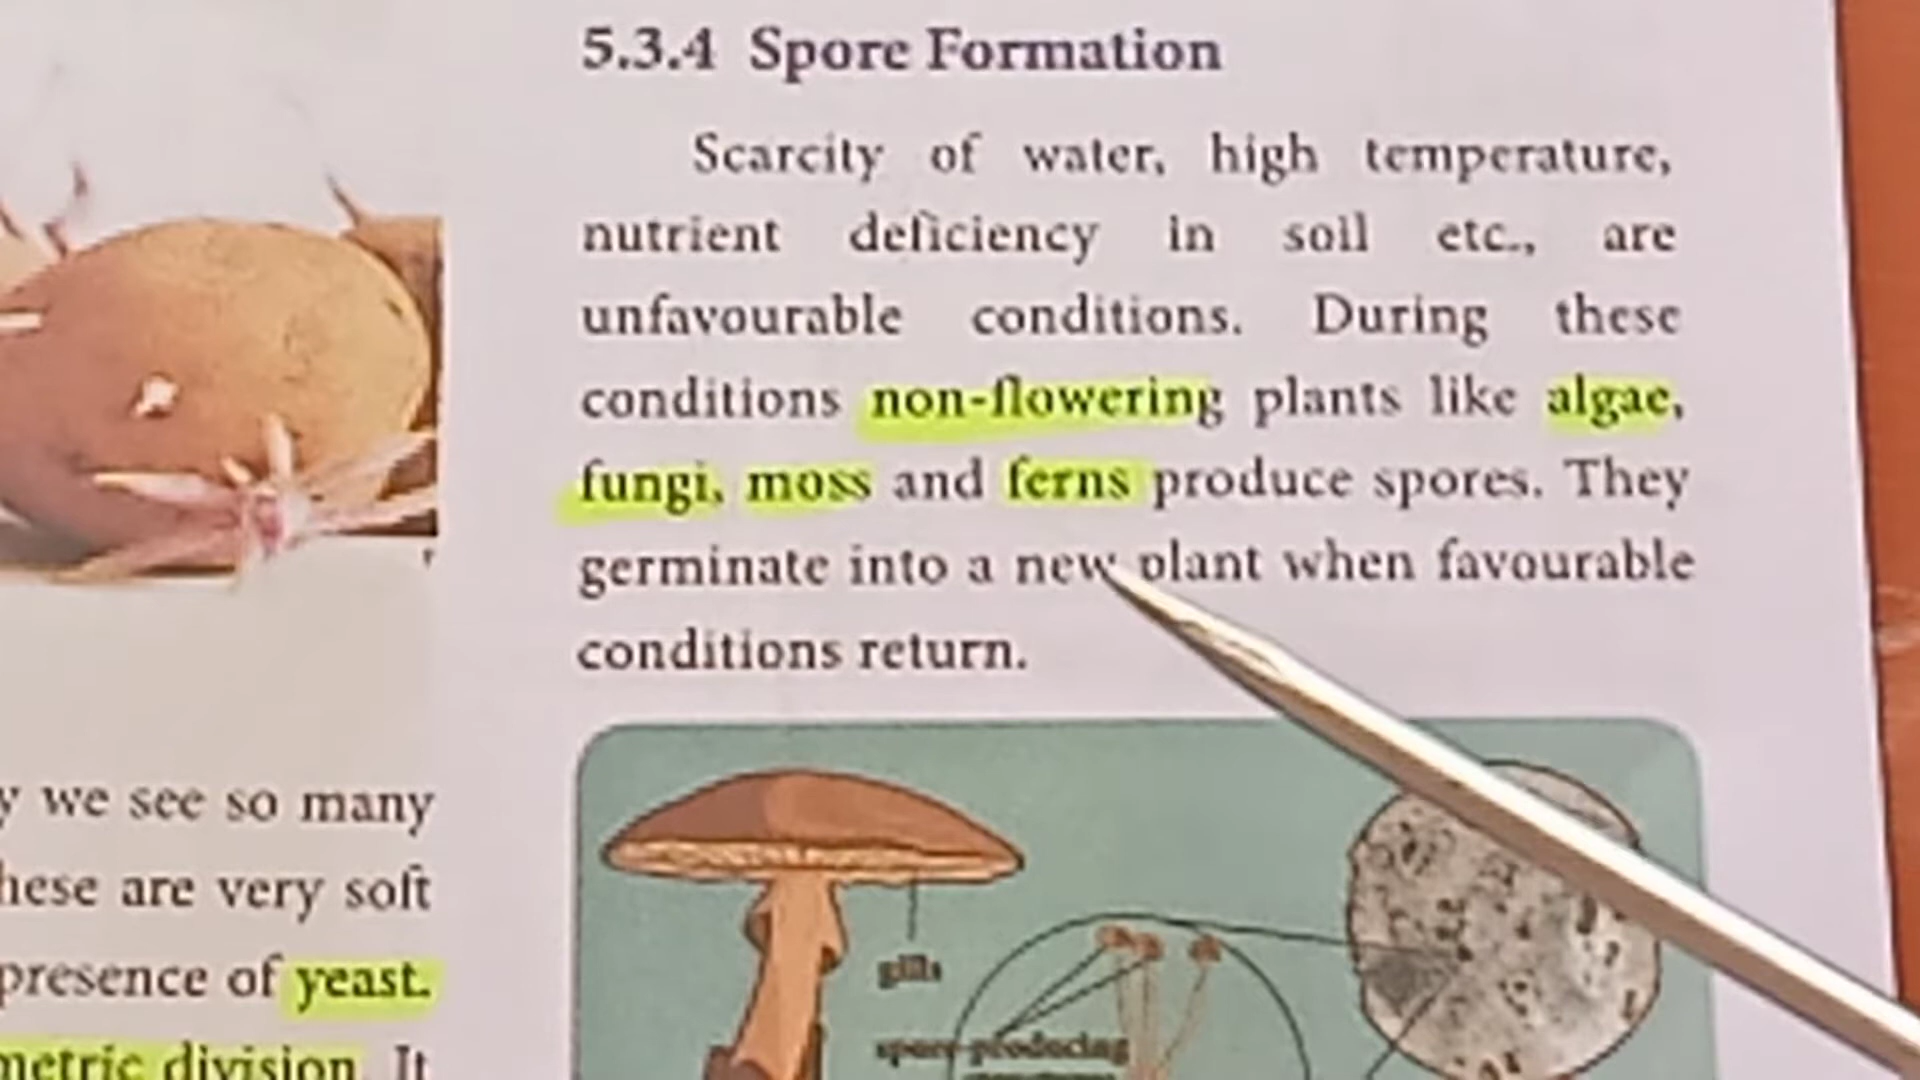 5.3.4 Spore Formation
Scarcity of water, high temperature,
nutrient deficiency in soil etc., are
unfavourable conditions. During these
conditions non-flowering plants like algae,
fungi, moss and ferns produce spores. They
germinate into a new plant when favourable
conditions return.
gills
spore-producing
y we see so many
hese are very soft
presence of yeast.
metric division. It